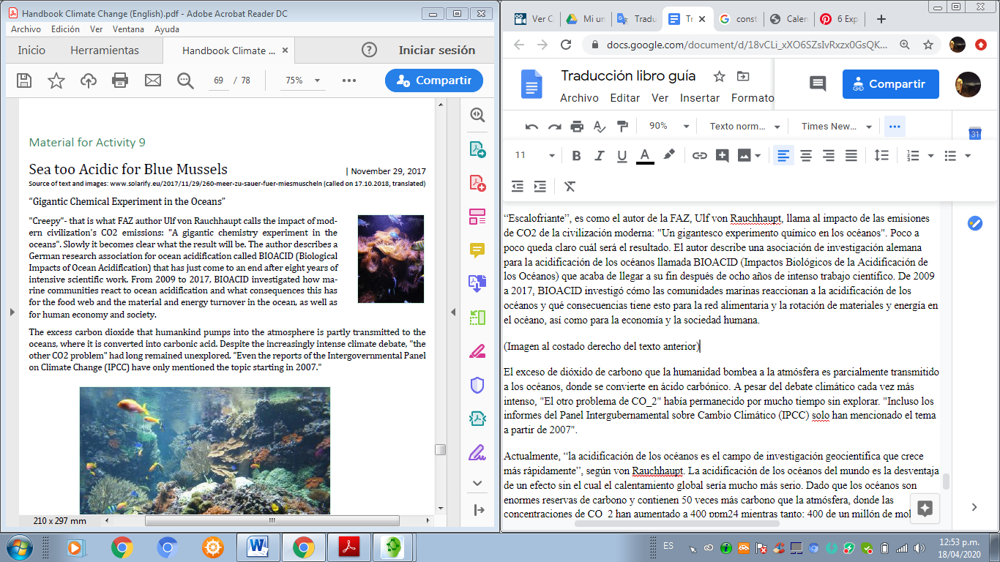 Handbook Climate Change (English).pdf - Adobe Acrobat Reader DC
Archivo Edición Ver Ventana Ayuda
Inicio Herramientas Handbook Climate ... × Iniciar sesión
69 / 78 75% Compartir
Material for Activity 9
Sea too Acidic for Blue Mussels | November 29, 2017
Source of text and images: www.solarify.eu/2017/11/29/260-meer-zu-sauer-fuer-miesmuscheln (called on 17.10.2018, translated)
“Gigantic Chemical Experiment in the Oceans”
"Creepy"- that is what FAZ author Ulf von Rauchhaupt calls the impact of mod-
ern civilization's CO2 emissions: "A gigantic chemistry experiment in the
oceans". Slowly it becomes clear what the result will be. The author describes a
German research association for ocean acidification called BIOACID (Biological
Impacts of Ocean Acidification) that has just come to an end after eight years of
intensive scientific work. From 2009 to 2017, BIOACID investigated how ma-
rine communities react to ocean acidification and what consequences this has
for the food web and the material and energy turnover in the ocean, as well as
for human economy and society.
The excess carbon dioxide that humankind pumps into the atmosphere is partly transmitted to the
oceans, where it is converted into carbonic acid. Despite the increasingly intense climate debate, "the
other CO2 problem" had long remained unexplored. "Even the reports of the Intergovernmental Panel
on Climate Change (IPCC) have only mentioned the topic starting in 2007."
210 x 297 mm
Ver C Mi un Tradu T × const Calen 6 Exp
docs.google.com/document/d/18vCLi_xXO6SZsIvRxzx0GsQK...
Traducción libro guía
Archivo Editar Ver Insertar Formato
Compartir
90% Texto norm... Times New...
11 B I U A
31
“Escalofriante”, es como el autor de la FAZ, Ulf von Rauchhaupt, llama al impacto de las emisiones
de CO2 de la civilización moderna: "Un gigantesco experimento químico en los océanos". Poco a
poco queda claro cuál será el resultado. El autor describe una asociación de investigación alemana
para la acidificación de los océanos llamada BIOACID (Impactos Biológicos de la Acidificación de
los Océanos) que acaba de llegar a su fin después de ocho años de intenso trabajo científico. De 2009
a 2017, BIOACID investigó cómo las comunidades marinas reaccionan a la acidificación de los
océanos y qué consecuencias tiene esto para la red alimentaria y la rotación de materiales y energía en
el océano, así como para la economía y la sociedad humana.
(Imagen al costado derecho del texto anterior)
El exceso de dióxido de carbono que la humanidad bombea a la atmósfera es parcialmente transmitido
a los océanos, donde se convierte en ácido carbónico. A pesar del debate climático cada vez más
intenso, "El otro problema de CO_2" había permanecido por mucho tiempo sin explorar. "Incluso los
informes del Panel Intergubernamental sobre Cambio Climático (IPCC) solo han mencionado el tema
a partir de 2007".
Actualmente, “la acidificación de los océanos es el campo de investigación geocientífica que crece
más rápidamente”, según von Rauchhaupt. La acidificación de los océanos del mundo es la desventaja
de un efecto sin el cual el calentamiento global sería mucho más serio. Dado que los océanos son
enormes reservas de carbono y contienen 50 veces más carbono que la atmósfera, donde las
concentraciones de CO_2 han aumentado a 400 ppm24 mientras tanto: 400 de un millón de mol
ES
12:53 p.m.
18/04/2020